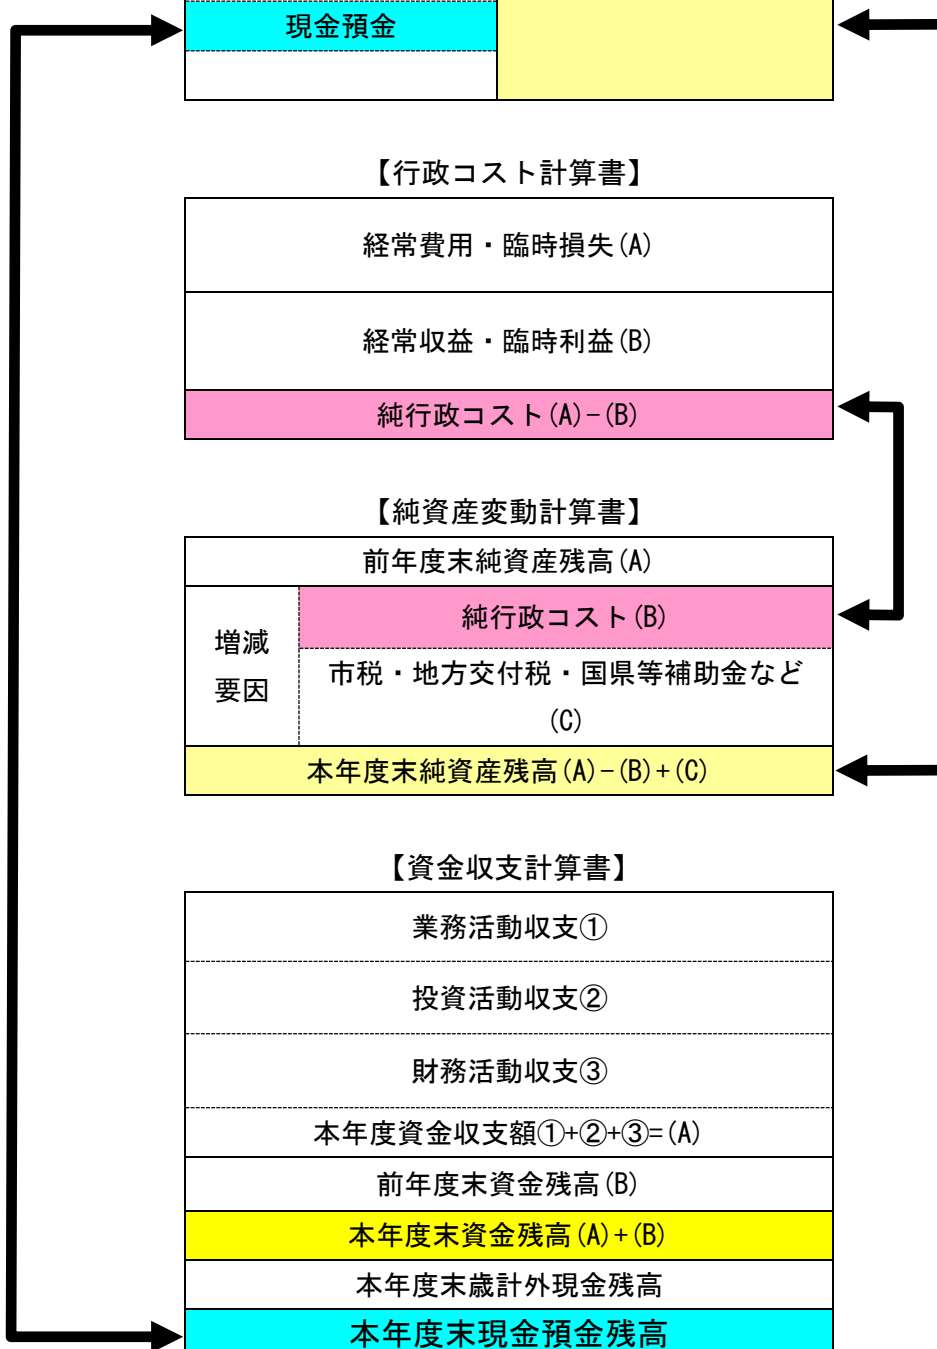 現金預金
【行政コスト計算書】
経常費用・臨時損失(A)
経常収益・臨時利益(B)
純行政コスト(A)-(B)
【純資産変動計算書】
前年度末純資産残高(A)
増減
要因
純行政コスト(B)
市税・地方交付税・国県等補助金など
(C)
本年度末純資産残高(A)-(B)+(C)
【資金収支計算書】
業務活動収支①
投資活動収支②
財務活動収支③
本年度資金収支額①+②+③=(A)
前年度末資金残高(B)
本年度末資金残高(A)+(B)
本年度末歳計外現金残高
本年度末現金預金残高